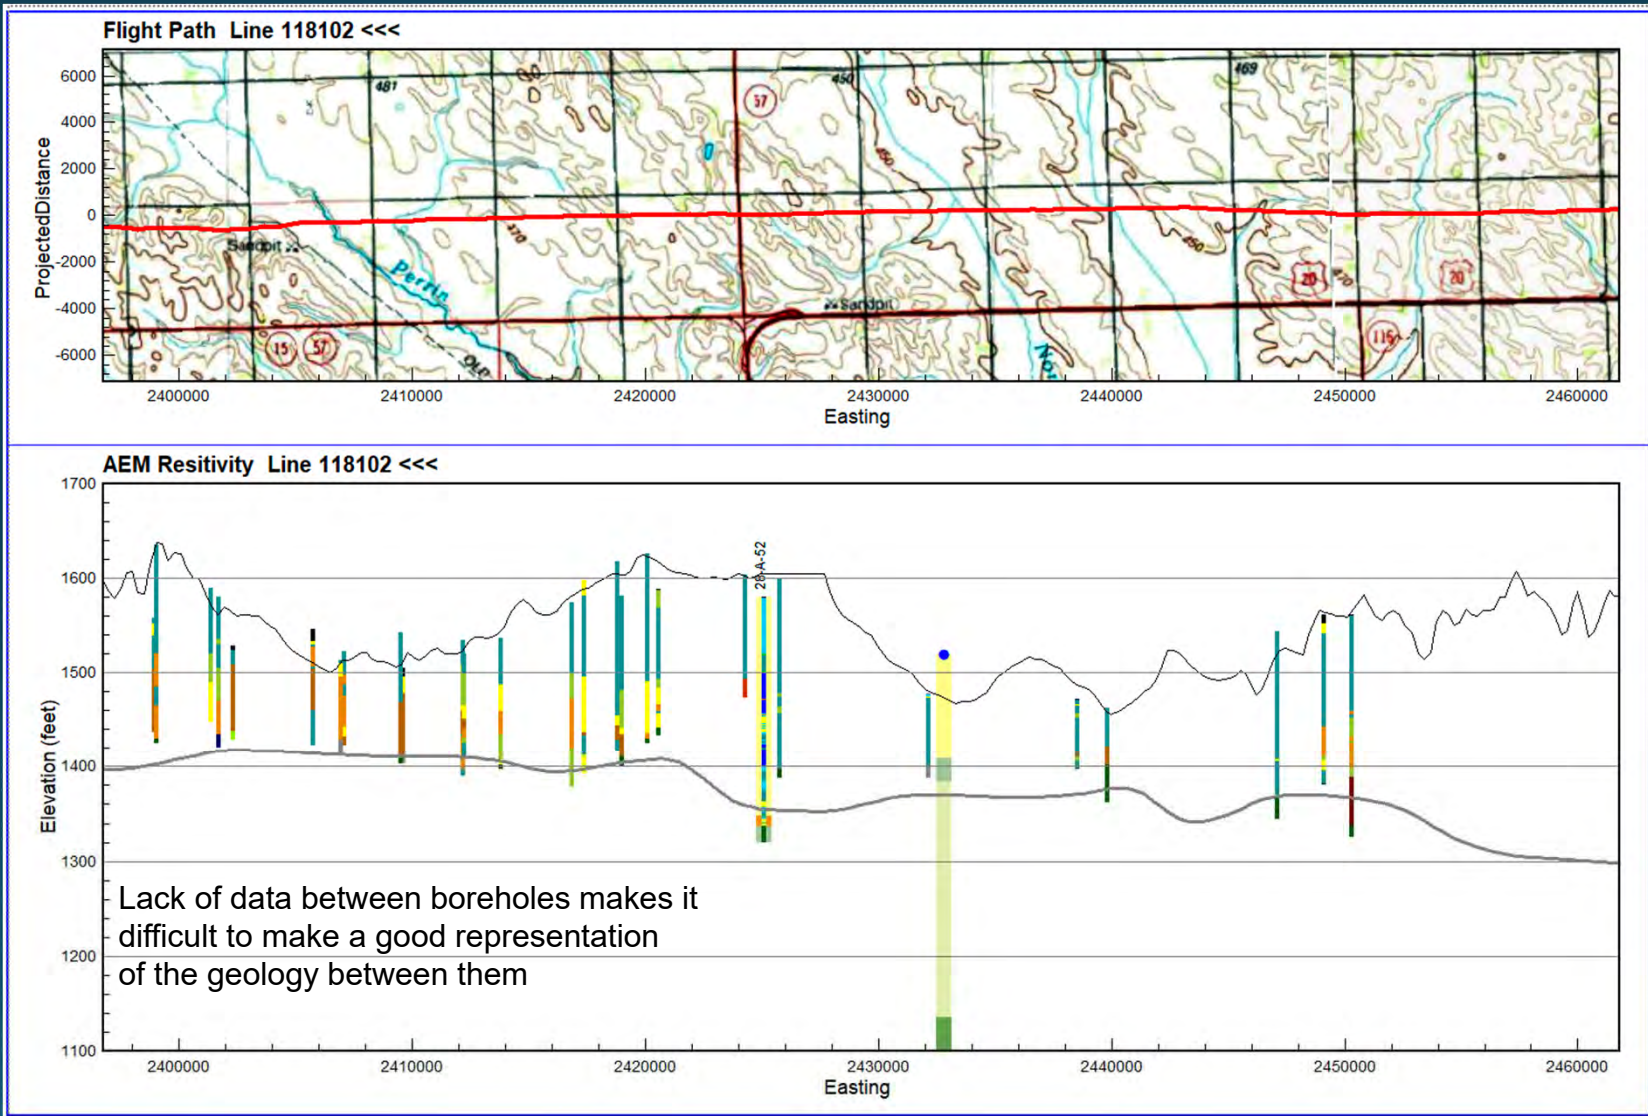 Flight Path Line 118102 <<<
ProjectedDistance
6000
4000
2000
0
-2000
-4000
-6000
481
450
469
57
450
470
450
Sandpit
Perrin
Sandpit
20
20
15
57
116
2400000 2410000 2420000 2430000 2440000 2450000 2460000
Easting
AEM Resitivity Line 118102 <<<
Elevation (feet)
1700
1600
1500
1400
1300
1200
1100
28-A-52
Lack of data between boreholes makes it
difficult to make a good representation
of the geology between them
2400000 2410000 2420000 2430000 2440000 2450000 2460000
Easting